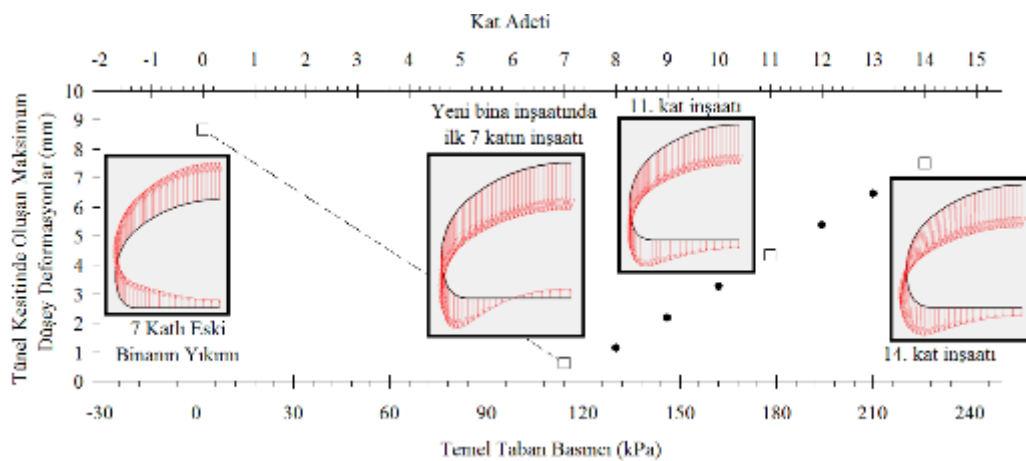 Kat Adeti
-2 -1 0 1 2 3 4 5 6 7 8 9 10 11 12 13 14 15
Tünel Kesitinde Oluşan Maksimum
Düşey Deformasyonlar (mm)
10
9
8
7
6
5
4
3
2
1
0
Yeni bina inşaatında
ilk 7 katın inşaatı
11. kat inşaatı
7 Katlı Eski
Binanın Yıkımı
14. kat inşaatı
-30 0 30 60 90 120 150 180 210 240
Temel Taban Basıncı (kPa)